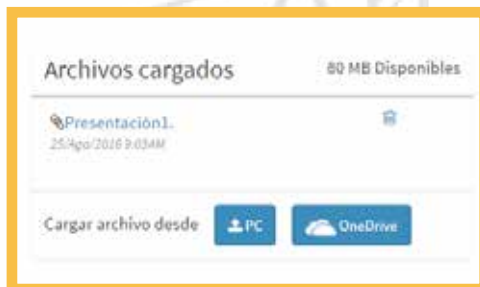 Archivos cargados 80 MB Disponibles
Presentación1.
25/Ago/2016 9:03AM
Cargar archivo desde PC OneDrive